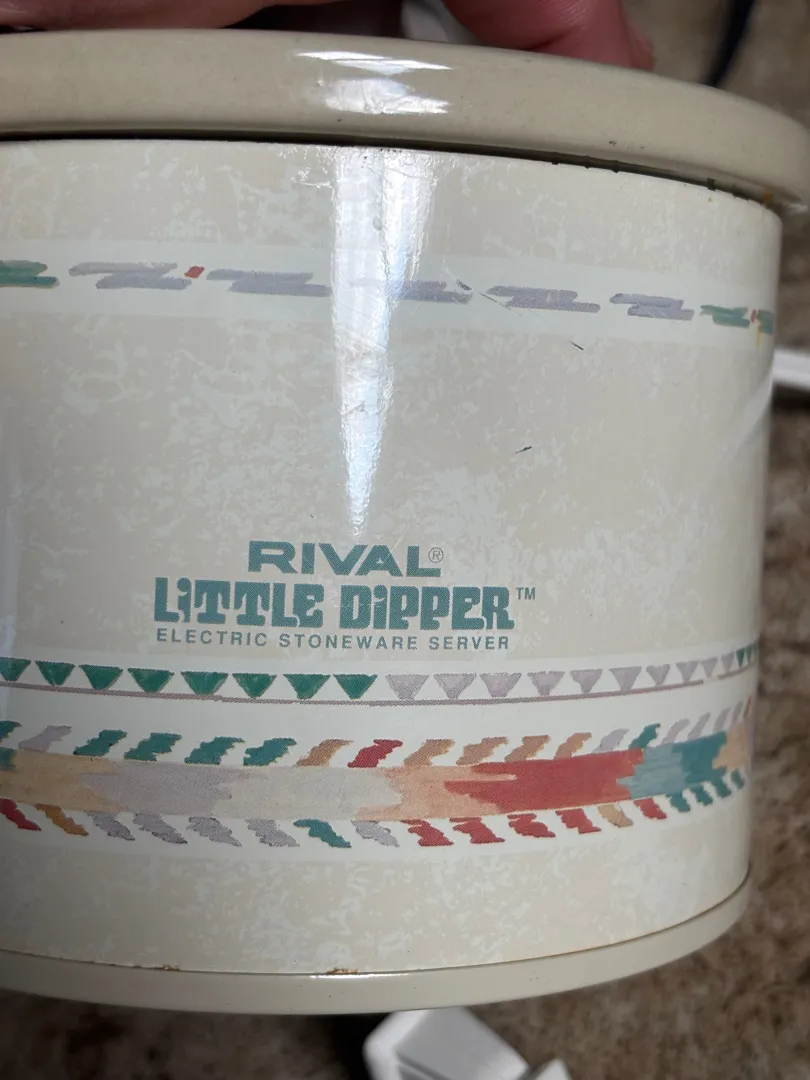 RIVAL®
LiTTLE DiPPER™
ELECTRIC STONEWARE SERVER